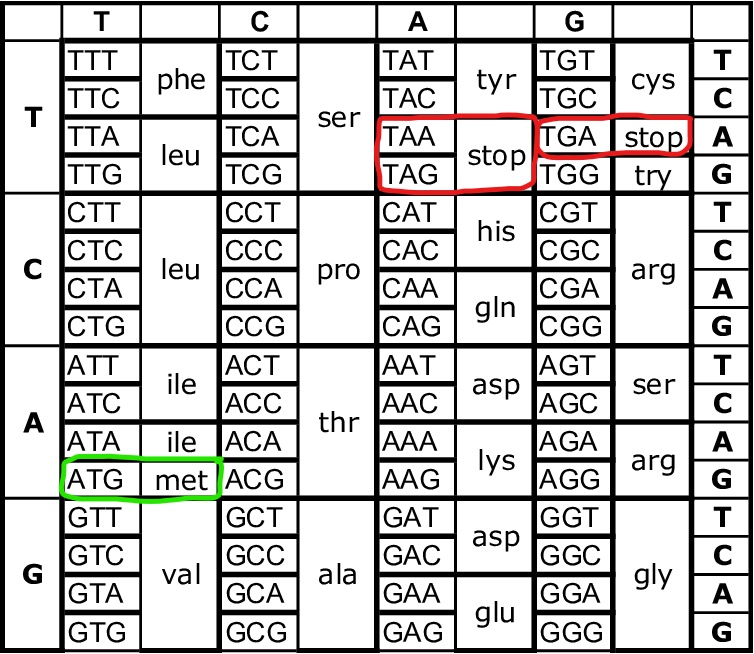 T C A G
TTT phe TCT ser TAT tyr TGT cys T
TTC TCC TAC TGC C
T
TTA leu TCA TAA stop TGA stop A
TTG TCG TAG TGG try G
CTT leu CCT pro CAT his CGT arg T
CTC CCC CAC CGC C
C
CTA CCA CAA gln CGA A
CTG CCG CAG CGG G
ATT ile ACT thr AAT asp AGT ser T
ATC ACC AAC AGC C
A
ATA ile ACA AAA lys AGA arg A
ATG met ACG AAG AGG G
GTT val GCT ala GAT asp GGT gly T
GTC GCC GAC GGC C
G
GTA GCA GAA glu GGA A
GTG GCG GAG GGG G